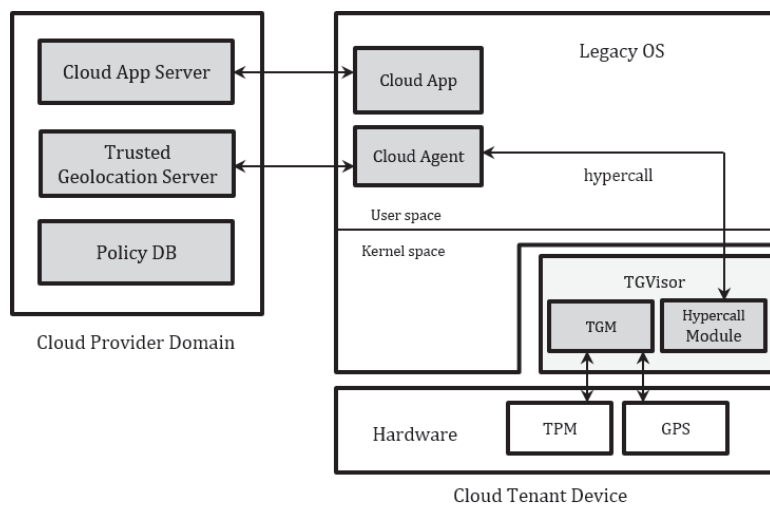 Cloud App Server
Trusted
Geolocation Server
Policy DB
Cloud Provider Domain
Legacy OS
Cloud App
Cloud Agent
hypercall
User space
Kernel space
TGVisor
TGM
Hypercall
Module
Hardware
TPM
GPS
Cloud Tenant Device